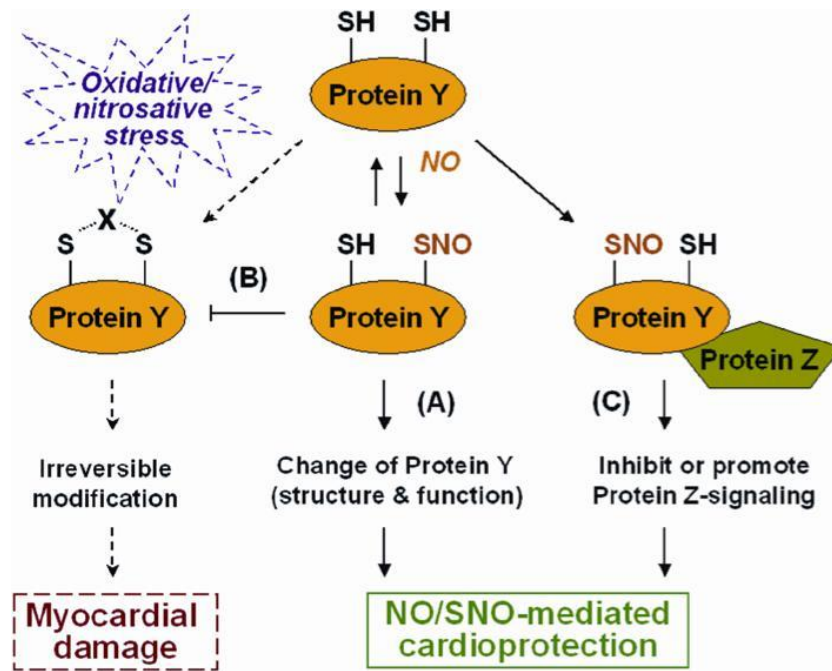 SH SH
Oxidative/
nitrosative
stress
Protein Y
NO
X
S S
SH SNO
SNO SH
(B)
Protein Y
Protein Y
Protein Y
Protein Z
(A)
(C)
Irreversible
modification
Change of Protein Y
(structure & function)
Inhibit or promote
Protein Z-signaling
Myocardial
damage
NO/SNO-mediated
cardioprotection